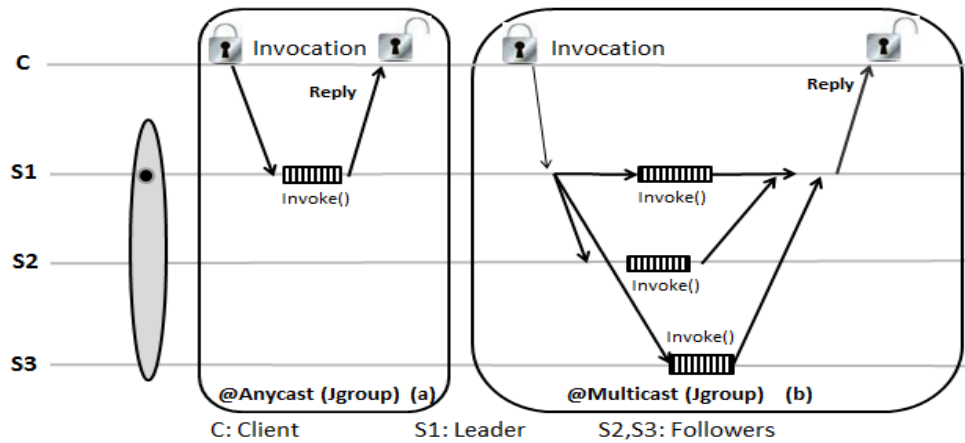 Invocation
Invocation
C
Reply
Reply
S1
Invoke()
Invoke()
S2
Invoke()
Invoke()
S3
@Anycast (Jgroup) (a)
@Multicast (Jgroup) (b)
C: Client S1: Leader S2,S3: Followers